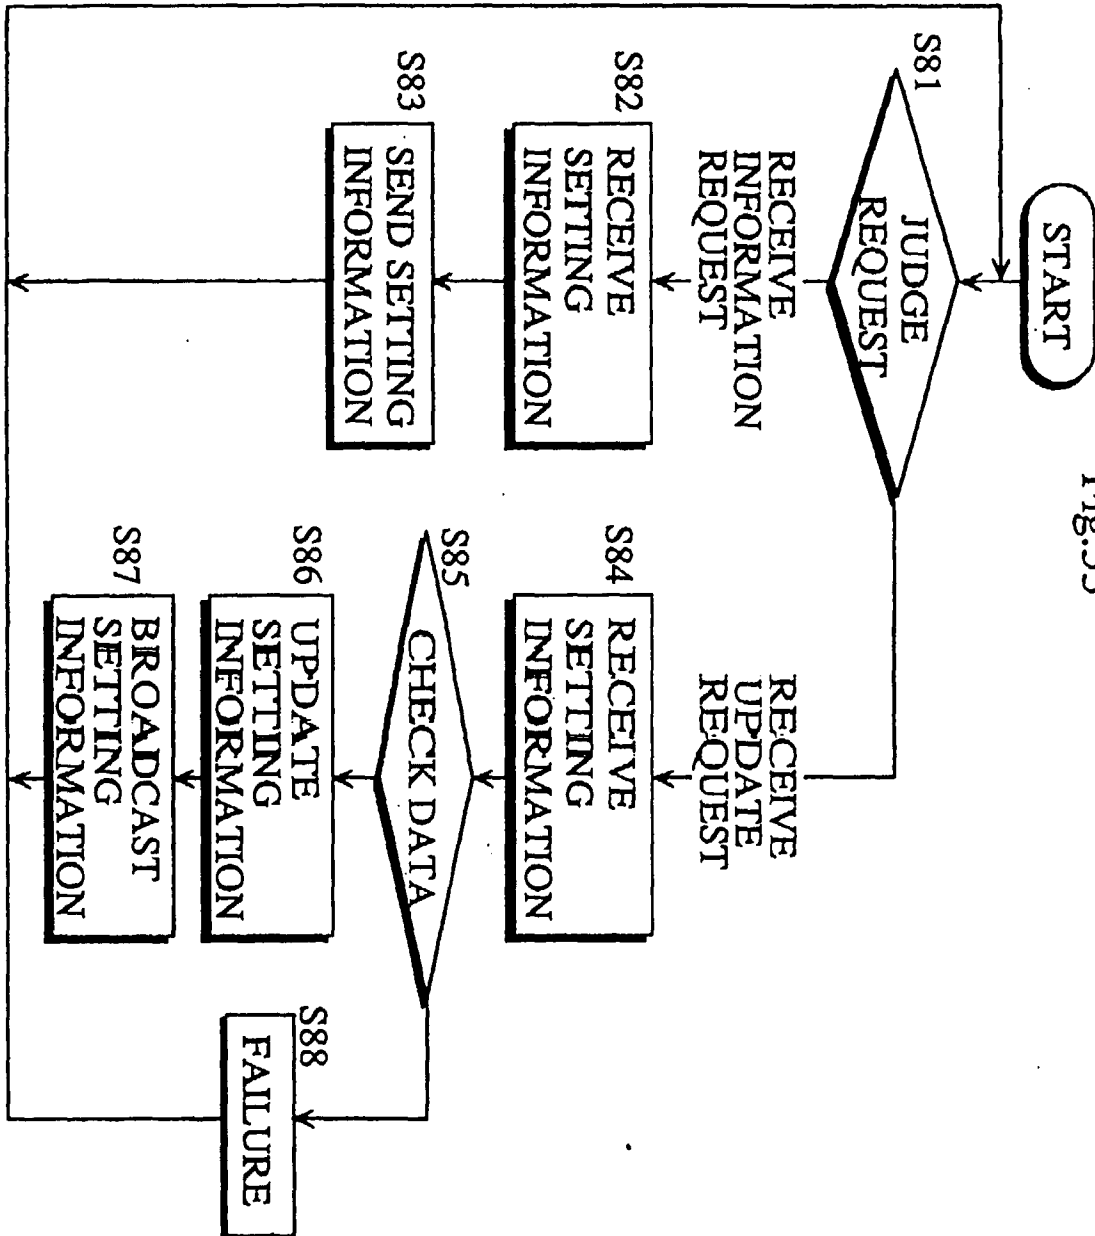 START
S81
JUDGE
REQUEST
RECEIVE
INFORMATION
REQUEST
S82
RECEIVE
SETTING
INFORMATION
S83
SEND SETTING
INFORMATION
RECEIVE
UPDATE
REQUEST
S84
RECEIVE
SETTING
INFORMATION
S85
CHECK DATA
S86
UPDATE
SETTING
INFORMATION
S87
BROADCAST
SETTING
INFORMATION
S88
FAILURE